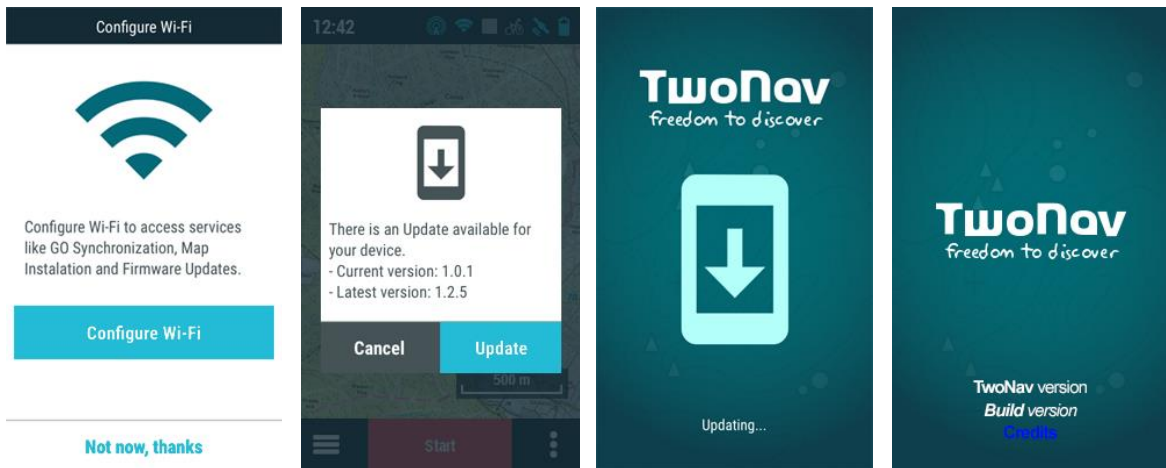 Configure Wi-Fi
Configure Wi-Fi to access services
like GO Synchronization, Map
Instalation and Firmware Updates.
Configure Wi-Fi
Not now, thanks
12:42
There is an Update available for
your device.
- Current version: 1.0.1
- Latest version: 1.2.5
Cancel
Update
500 m
Start
TwoNav
freedom to discover
Updating...
TwoNav
freedom to discover
TwoNav version
Build version
Credits